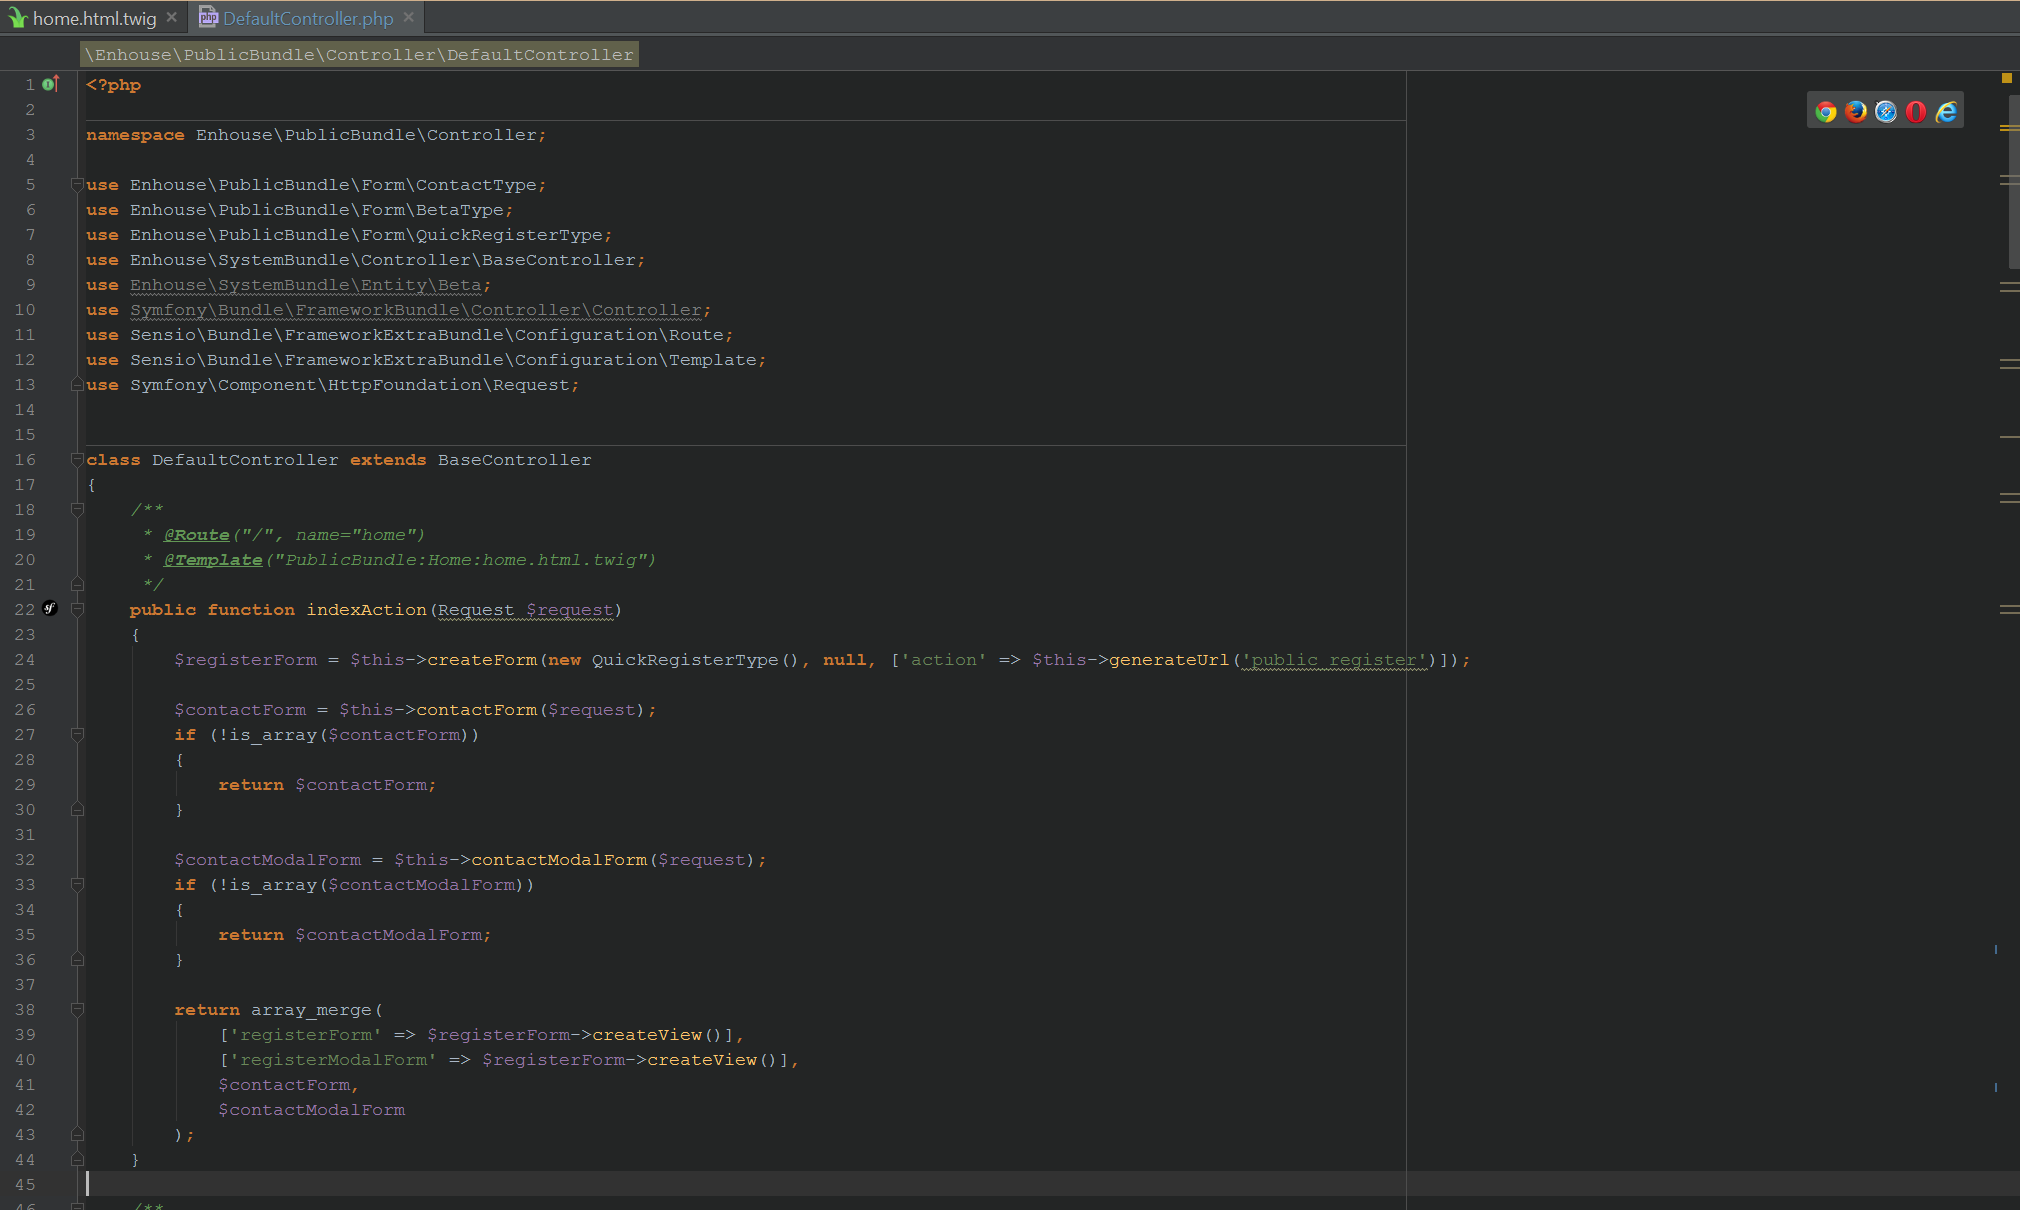 home.html.twig
DefaultController.php
\Enhouse\PublicBundle\Controller\DefaultController
1 <?php
2
3 namespace Enhouse\PublicBundle\Controller;
4
5 use Enhouse\PublicBundle\Form\ContactType;
6 use Enhouse\PublicBundle\Form\BetaType;
7 use Enhouse\PublicBundle\Form\QuickRegisterType;
8 use Enhouse\SystemBundle\Controller\BaseController;
9 use Enhouse\SystemBundle\Entity\Beta;
10 use Symfony\Bundle\FrameworkBundle\Controller\Controller;
11 use Sensio\Bundle\FrameworkExtraBundle\Configuration\Route;
12 use Sensio\Bundle\FrameworkExtraBundle\Configuration\Template;
13 use Symfony\Component\HttpFoundation\Request;
14
15
16 class DefaultController extends BaseController
17 {
18     /**
19      * @Route("/", name="home")
20      * @Template("PublicBundle:Home:home.html.twig")
21      */
22     public function indexAction(Request $request)
23     {
24         $registerForm = $this->createForm(new QuickRegisterType(), null, ['action' => $this->generateUrl('public_register')]);
25
26         $contactForm = $this->contactForm($request);
27         if (!is_array($contactForm))
28         {
29             return $contactForm;
30         }
31
32         $contactModalForm = $this->contactModalForm($request);
33         if (!is_array($contactModalForm))
34         {
35             return $contactModalForm;
36         }
37
38         return array_merge(
39             ['registerForm' => $registerForm->createView()],
40             ['registerModalForm' => $registerForm->createView()],
41             $contactForm,
42             $contactModalForm
43         );
44     }
45
46     /**